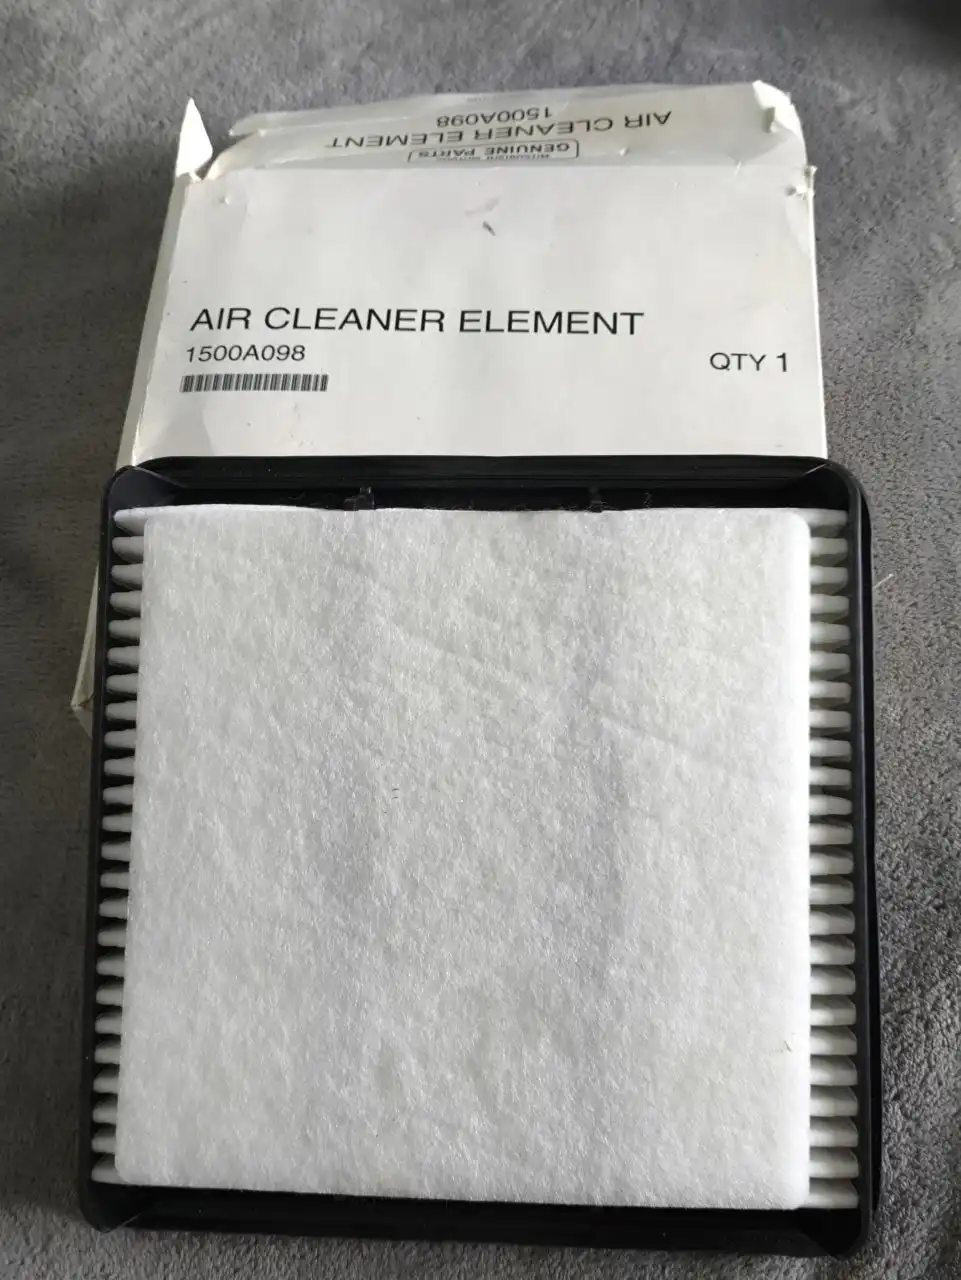 AIR CLEANER ELEMENT
1500A098
GENUINE PARTS
AIR CLEANER ELEMENT
1500A098
QTY 1